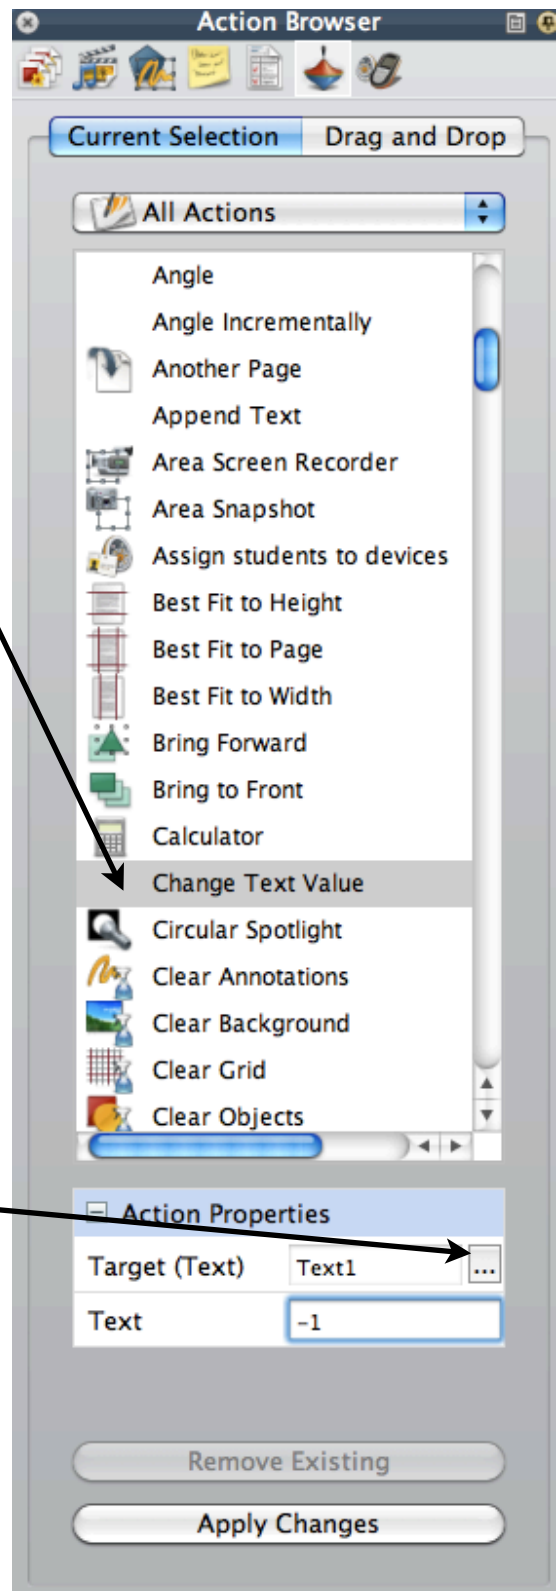 Action Browser
Current Selection Drag and Drop
All Actions
Angle
Angle Incrementally
Another Page
Append Text
Area Screen Recorder
Area Snapshot
Assign students to devices
Best Fit to Height
Best Fit to Page
Best Fit to Width
Bring Forward
Bring to Front
Calculator
Change Text Value
Circular Spotlight
Clear Annotations
Clear Background
Clear Grid
Clear Objects
Action Properties
Target (Text) Text1 ...
Text -1
Remove Existing
Apply Changes